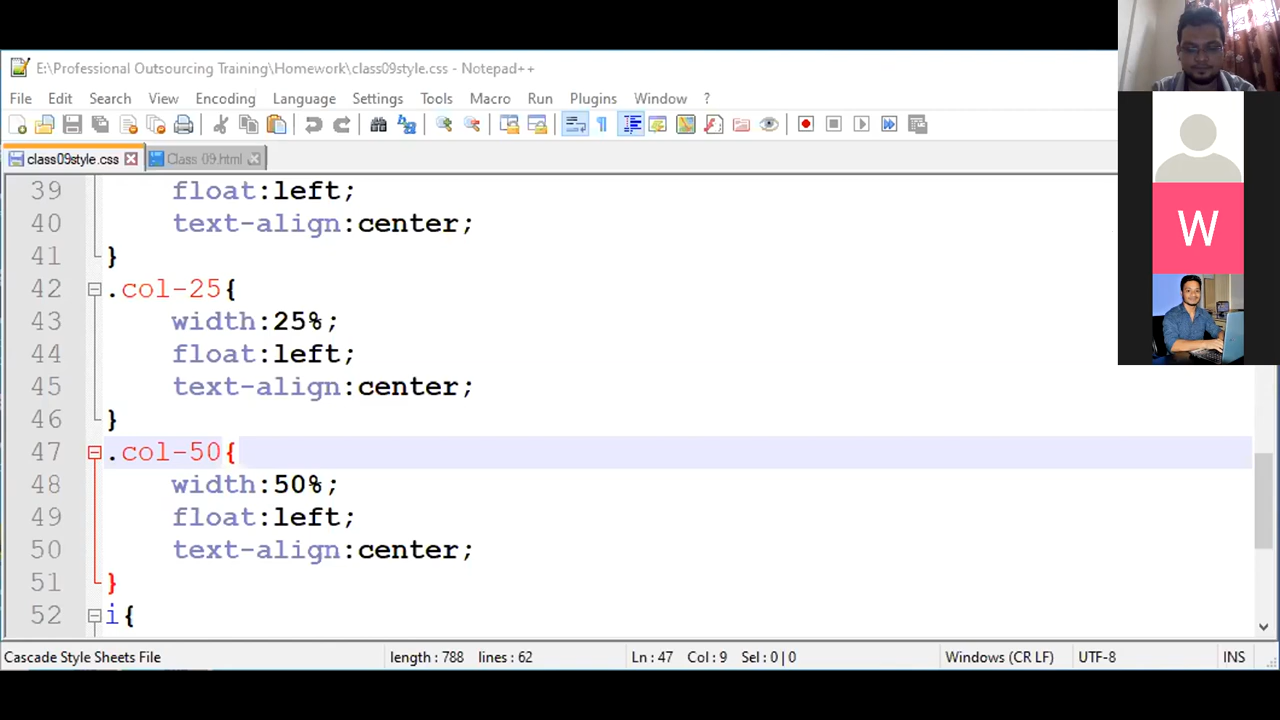 E:\Professional Outsourcing Training\Homework\class09style.css - Notepad++
File Edit Search View Encoding Language Settings Tools Macro Run Plugins Window ?
class09style.css Class 09.html
39 float:left;
40 text-align:center;
41 }
42 .col-25{
43 width:25%;
44 float:left;
45 text-align:center;
46 }
47 .col-50{
48 width:50%;
49 float:left;
50 text-align:center;
51 }
52 i{
W
Cascade Style Sheets File length : 788 lines : 62 Ln : 47 Col : 9 Sel : 0 | 0 Windows (CR LF) UTF-8 INS